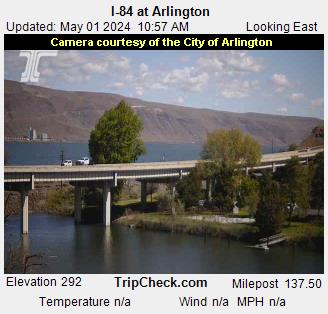 I-84 at Arlington
Updated: May 01 2024 10:57 AM Looking East
Camera courtesy of the City of Arlington
Elevation 292 TripCheck.com Milepost 137.50
Temperature n/a Wind n/a MPH n/a